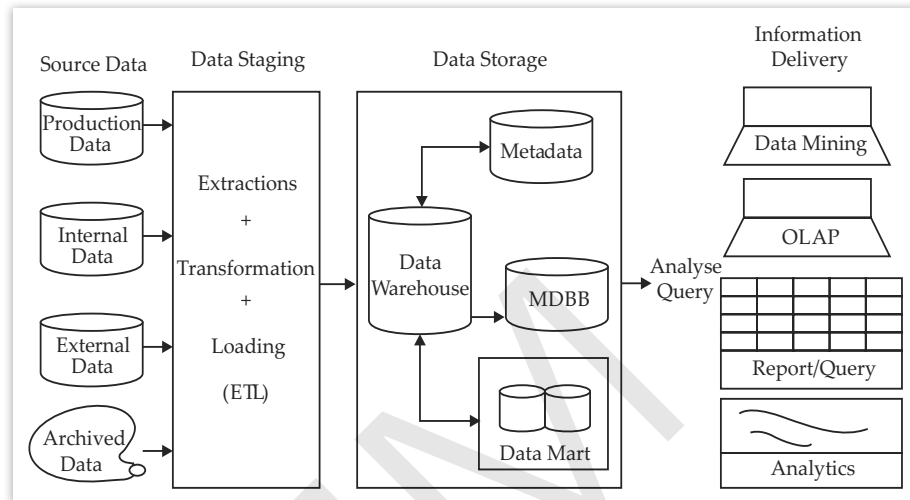 Source Data
Data Staging
Data Storage
Information
Delivery
Production
Data
Internal
Data
External
Data
Archived
Data
Extractions
+
Transformation
+
Loading
(ETL)
Metadata
Data
Warehouse
MDBB
Data Mart
Analyse
Query
Data Mining
OLAP
Report/Query
Analytics